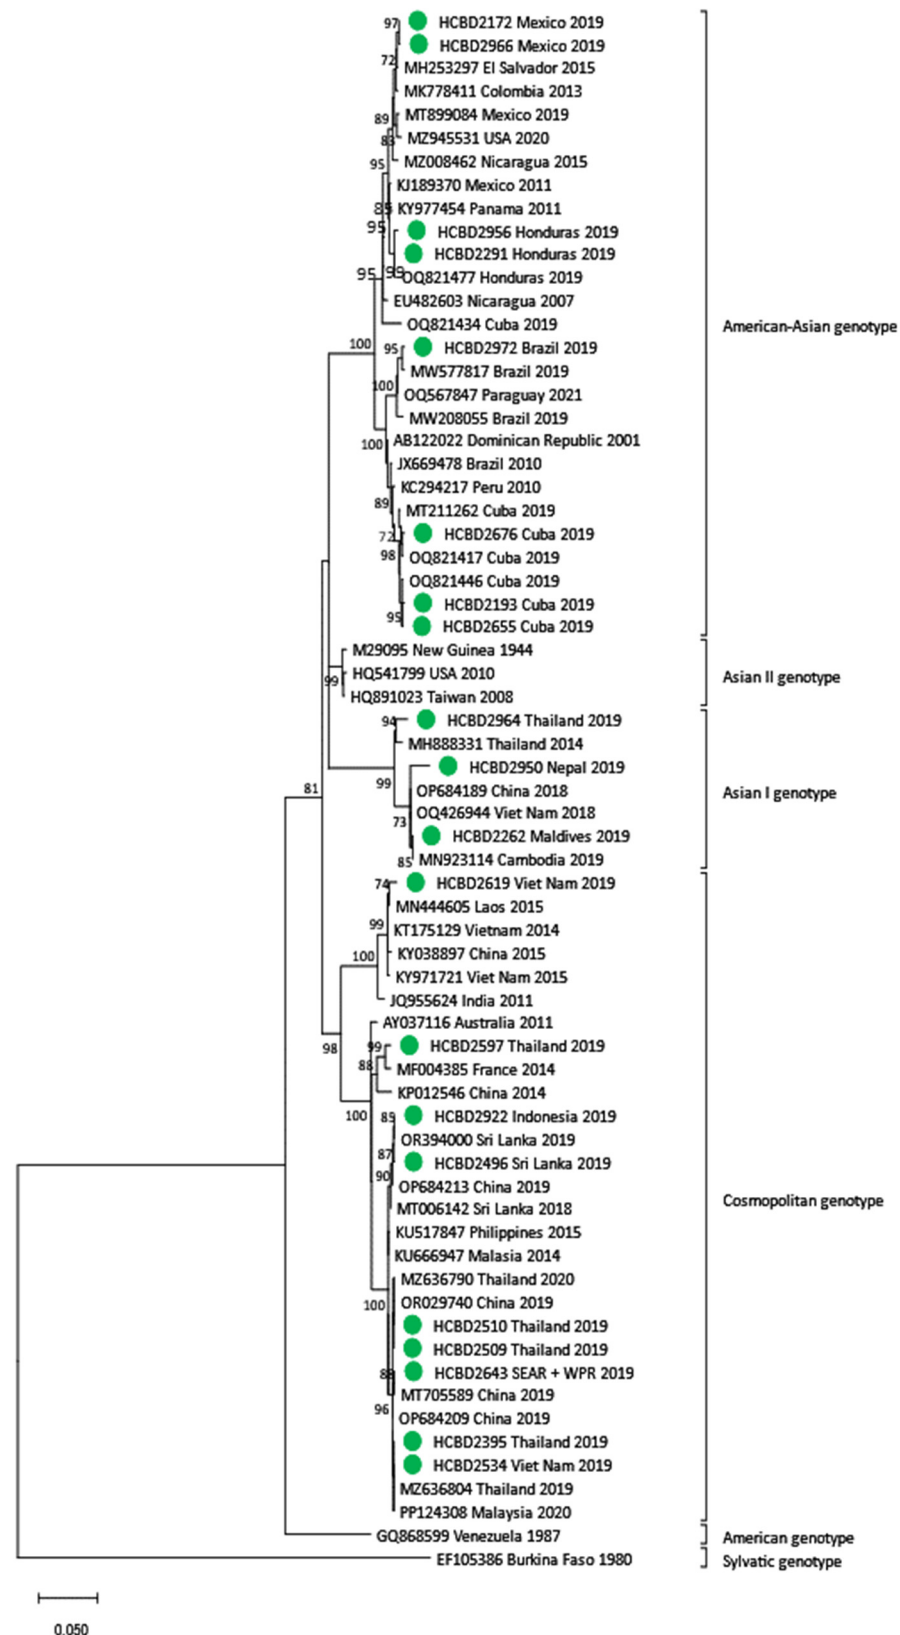 97
HCBD2172 Mexico 2019
HCBD2966 Mexico 2019
72
MH253297 El Salvador 2015
MK778411 Colombia 2013
89
MT899084 Mexico 2019
83
MZ945531 USA 2020
95
MZ008462 Nicaragua 2015
KJ189370 Mexico 2011
85
KY977454 Panama 2011
95
HCBD2956 Honduras 2019
HCBD2291 Honduras 2019
95 99
OQ821477 Honduras 2019
EU482603 Nicaragua 2007
OQ821434 Cuba 2019
American-Asian genotype
100
95
HCBD2972 Brazil 2019
MW577817 Brazil 2019
100
OQ567847 Paraguay 2021
MW208055 Brazil 2019
100
AB122022 Dominican Republic 2001
JX669478 Brazil 2010
KC294217 Peru 2010
89
MT211262 Cuba 2019
72
HCBD2676 Cuba 2019
98
OQ821417 Cuba 2019
OQ821446 Cuba 2019
HCBD2193 Cuba 2019
95
HCBD2655 Cuba 2019
M29095 New Guinea 1944
99
HQ541799 USA 2010
Asian II genotype
HQ891023 Taiwan 2008
94
HCBD2964 Thailand 2019
MH888331 Thailand 2014
HCBD2950 Nepal 2019
99
81
OP684189 China 2018
Asian I genotype
OQ426944 Viet Nam 2018
73
HCBD2262 Maldives 2019
85
MN923114 Cambodia 2019
74
HCBD2619 Viet Nam 2019
MN444605 Laos 2015
99
KT175129 Vietnam 2014
100
KY038897 China 2015
KY971721 Viet Nam 2015
JQ955624 India 2011
AY037116 Australia 2011
98
99
HCBD2597 Thailand 2019
88
MF004385 France 2014
KP012546 China 2014
100
HCBD2922 Indonesia 2019
OR394000 Sri Lanka 2019
87
HCBD2496 Sri Lanka 2019
90
OP684213 China 2019
Cosmopolitan genotype
MT006142 Sri Lanka 2018
KU517847 Philippines 2015
KU666947 Malasia 2014
MZ636790 Thailand 2020
100
OR029740 China 2019
HCBD2510 Thailand 2019
HCBD2509 Thailand 2019
HCBD2643 SEAR + WPR 2019
MT705589 China 2019
96
OP684209 China 2019
HCBD2395 Thailand 2019
HCBD2534 Viet Nam 2019
MZ636804 Thailand 2019
PP124308 Malaysia 2020
GQ868599 Venezuela 1987
American genotype
EF105386 Burkina Faso 1980
Sylvatic genotype
0.050